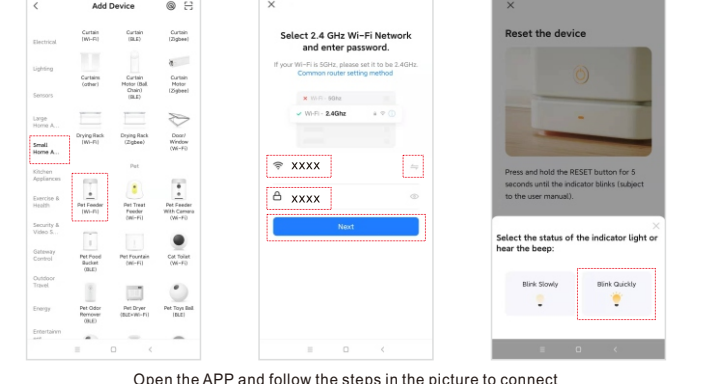 Add Device
Electrical
Lighting
Sensors
Large
Home A...
Small
Home A...
Kitchen
Appliances
Exercise &
Health
Security &
Video S...
Gateway
Control
Outdoor
Travel
Energy
Entertainm
Curtain
(Wi-Fi)
Curtain
(BLE)
Curtain
(Zigbee)
Curtains
(other)
Curtain
Motor (Ball
Chain)
(BLE)
Curtain
Motor
(Zigbee)
Drying Rack
(Wi-Fi)
Drying Rack
(Zigbee)
Door/
Window
(Wi-Fi)
Pet
Pet Feeder
(Wi-Fi)
Pet Treat
Feeder
(Wi-Fi)
Pet Feeder
With Camera
(Wi-Fi)
Pet Food
Bucket
(BLE)
Pet Fountain
(Wi-Fi)
Cat Toilet
(Wi-Fi)
Pet Odor
Remover
(BLE)
Pet Dryer
(BLE+Wi-Fi)
Pet Toys Ball
(BLE)
Select 2.4 GHz Wi-Fi Network
and enter password.
If your Wi-Fi is 5GHz, please set it to be 2.4GHz.
Common router setting method
Wi-Fi - 5Ghz
Wi-Fi - 2.4Ghz
XXXX
XXXX
Next
Reset the device
Press and hold the RESET button for 5
seconds until the indicator blinks (subject
to the user manual).
Select the status of the indicator light or
hear the beep:
Blink Slowly
Blink Quickly
Open the APP and follow the steps in the picture to connect